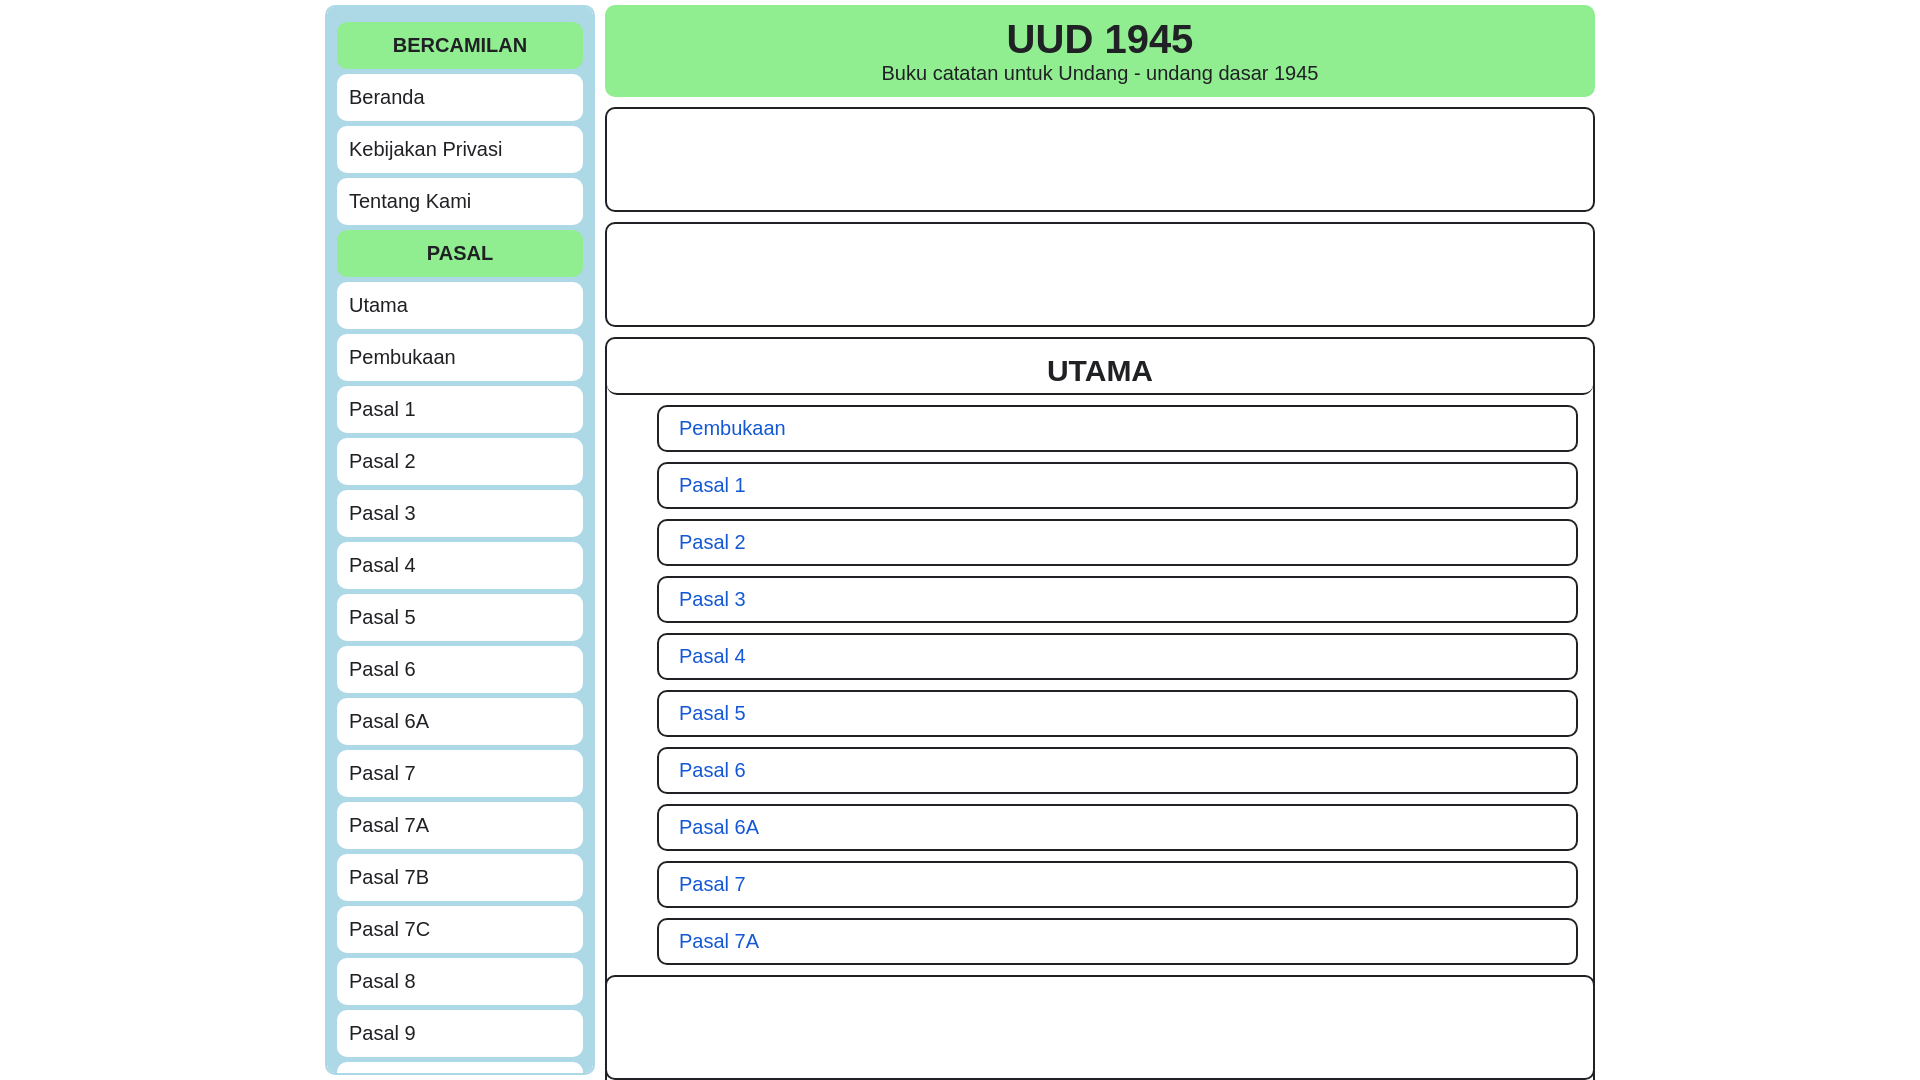 BERCAMILAN
Beranda
Kebijakan Privasi
Tentang Kami
PASAL
Utama
Pembukaan
Pasal 1
Pasal 2
Pasal 3
Pasal 4
Pasal 5
Pasal 6
Pasal 6A
Pasal 7
Pasal 7A
Pasal 7B
Pasal 7C
Pasal 8
Pasal 9
UUD 1945
Buku catatan untuk Undang - undang dasar 1945
UTAMA
Pembukaan
Pasal 1
Pasal 2
Pasal 3
Pasal 4
Pasal 5
Pasal 6
Pasal 6A
Pasal 7
Pasal 7A